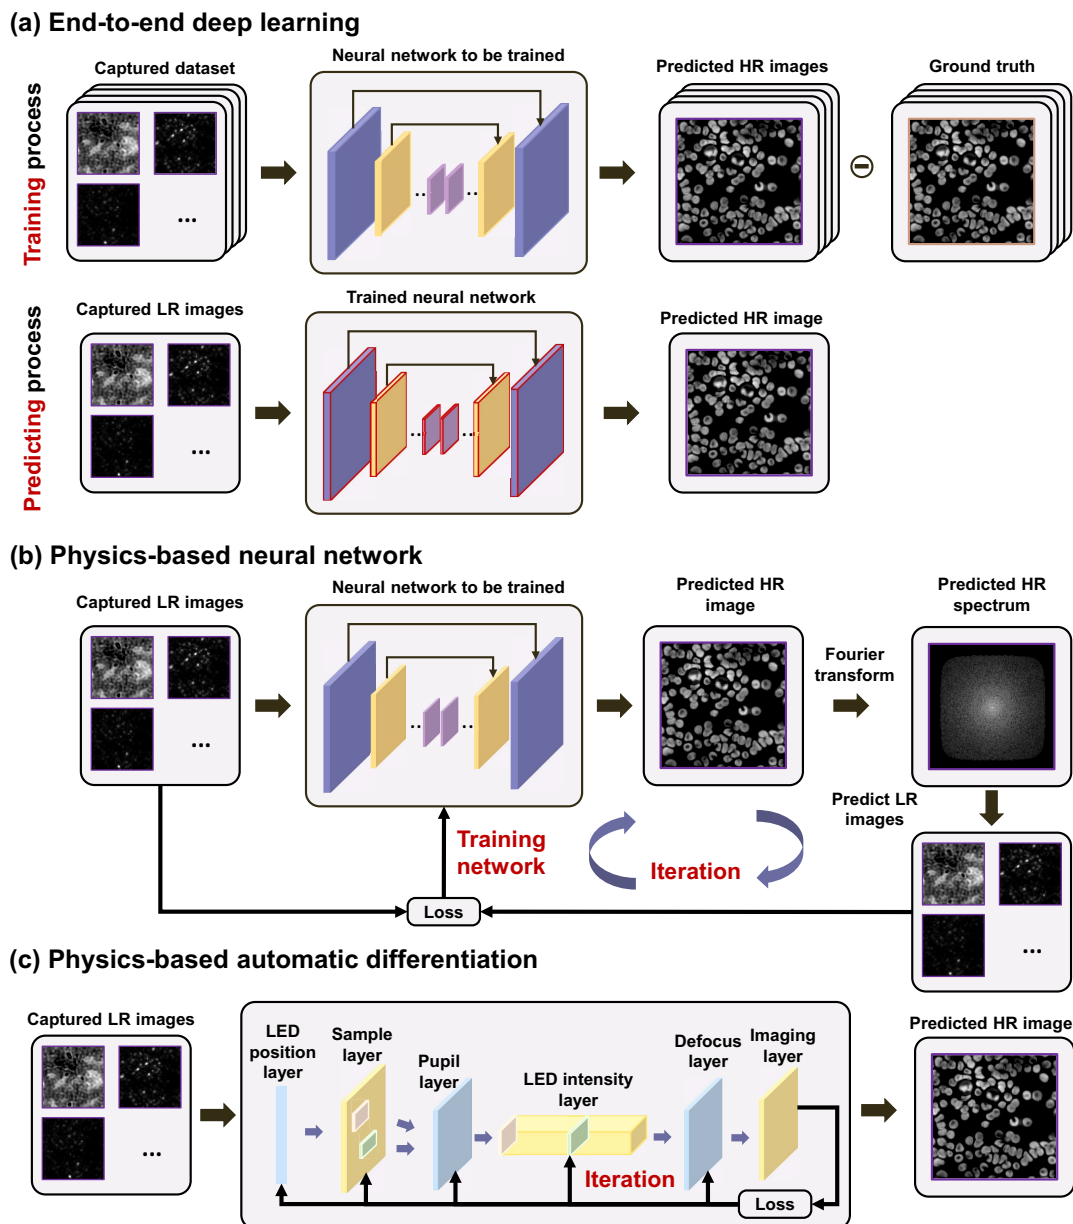 (a) End-to-end deep learning
Training process
Captured dataset
...
Neural network to be trained
..
..
Predicted HR images
Ground truth
Predicting process
Captured LR images
...
Trained neural network
...
...
Predicted HR image
(b) Physics-based neural network
Captured LR images
...
Neural network to be trained
..
..
Predicted HR
image
Fourier
transform
Predicted HR
spectrum
Predict LR
images
...
Training
network
Iteration
Loss
(c) Physics-based automatic differentiation
Captured LR images
...
LED
position
layer
Sample
layer
Pupil
layer
LED intensity
layer
Defocus
layer
Imaging
layer
Iteration
Loss
Predicted HR image